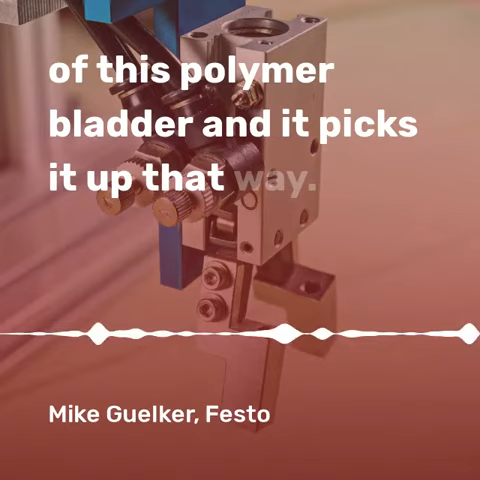 of this polymer
bladder and it picks
it up that way.
Mike Guelker, Festo